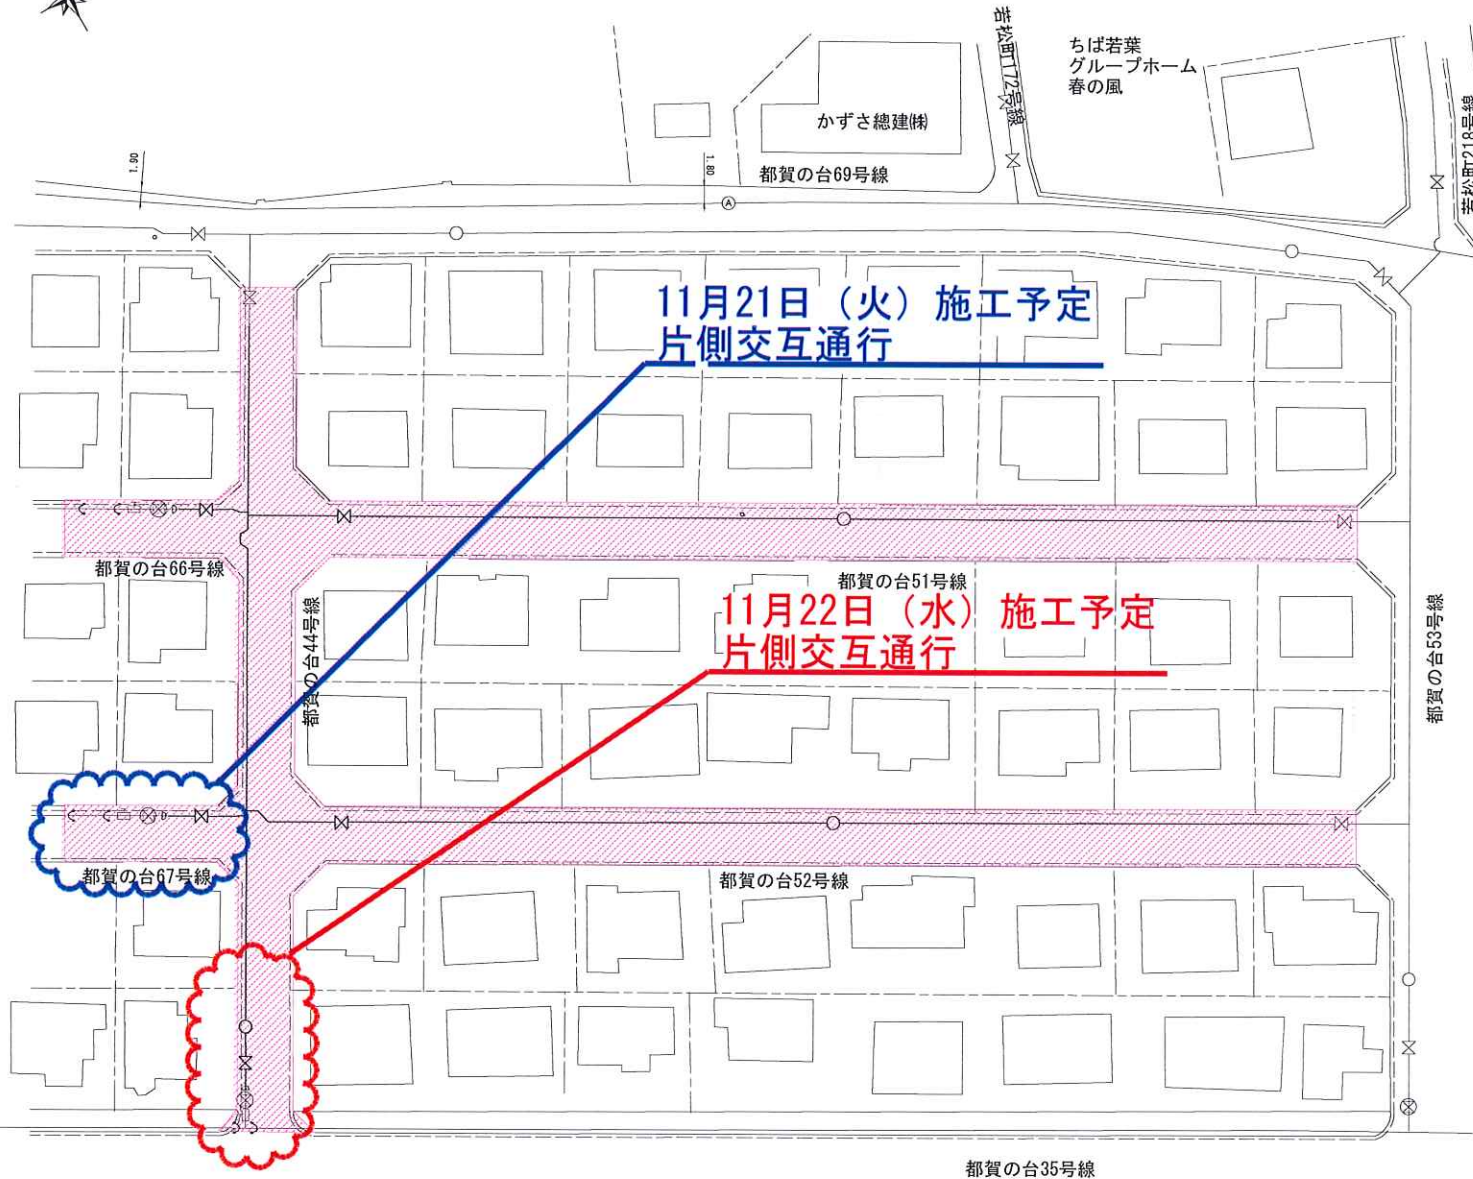 若松町172号線
ちば若葉
グループホーム
春の風
かずさ總建㈱
若松町218号線
1.90
1.80
都賀の台69号線
A
11月21日（火）施工予定
片側交互通行
都賀の台66号線
都賀の台51号線
11月22日（水）施工予定
片側交互通行
都賀の台44号線
都賀の台53号線
都賀の台67号線
都賀の台52号線
都賀の台35号線